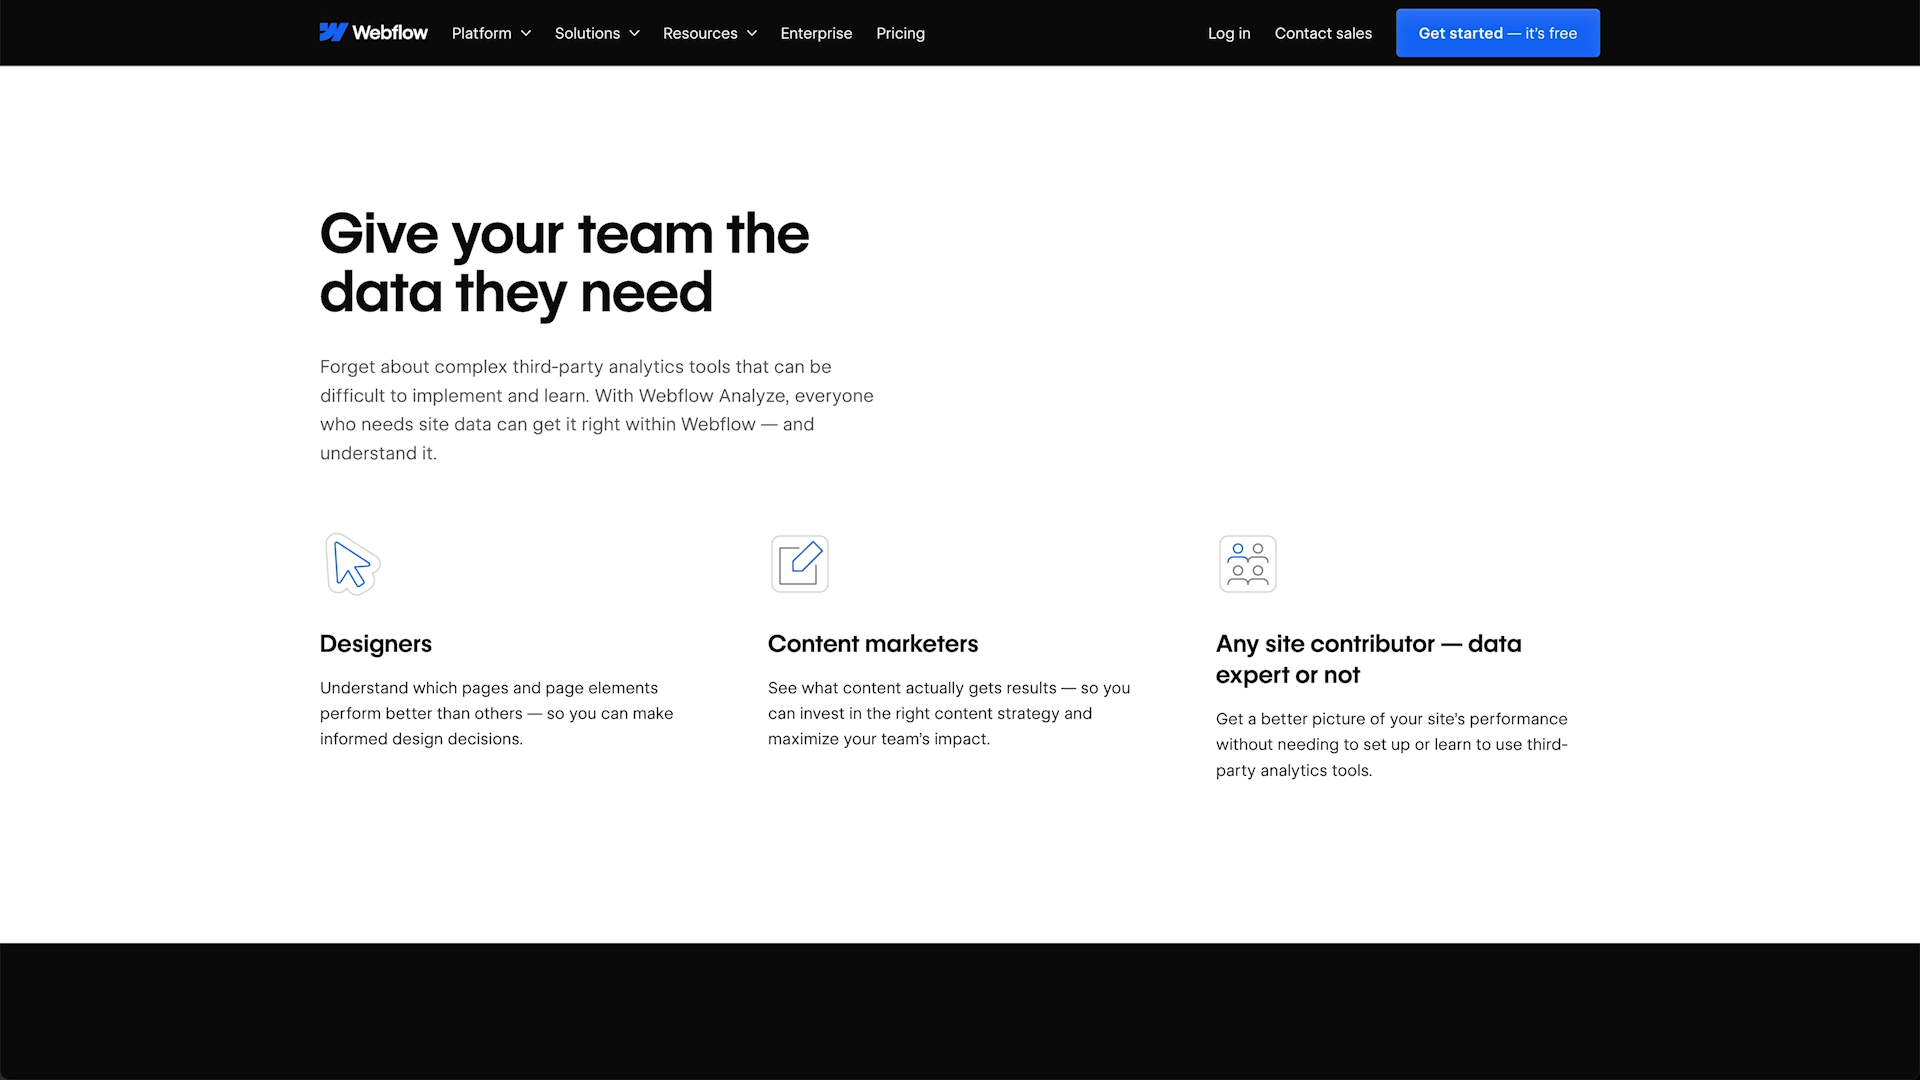 Webflow
Platform
Solutions
Resources
Enterprise
Pricing
Log in
Contact sales
Get started — it's free
Give your team the
data they need
Forget about complex third-party analytics tools that can be
difficult to implement and learn. With Webflow Analyze, everyone
who needs site data can get it right within Webflow — and
understand it.
Designers
Understand which pages and page elements
perform better than others — so you can make
informed design decisions.
Content marketers
See what content actually gets results — so you
can invest in the right content strategy and
maximize your team’s impact.
Any site contributor — data
expert or not
Get a better picture of your site’s performance
without needing to set up or learn to use third-
party analytics tools.